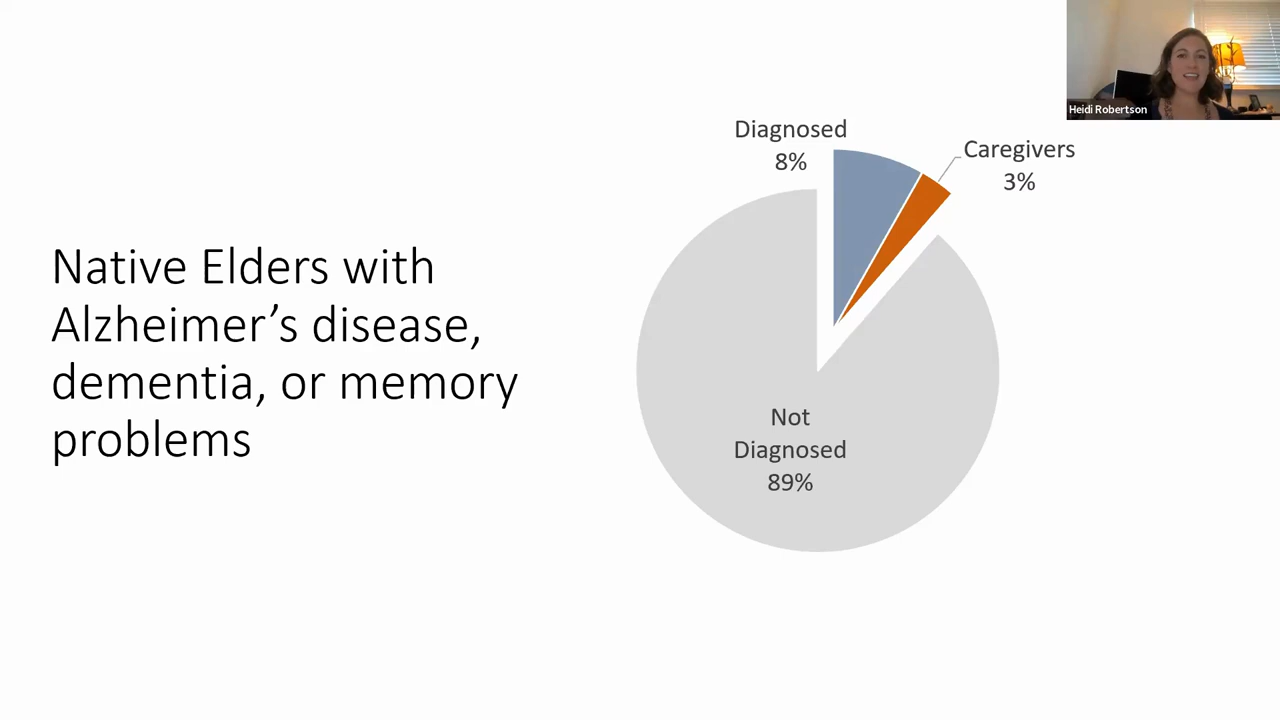 Heidi Robertson
Diagnosed
8%
Caregivers
3%
Native Elders with
Alzheimer’s disease,
dementia, or memory
problems
Not
Diagnosed
89%